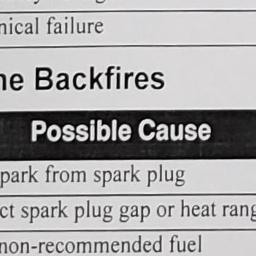 nical failure
ne Backfires
Possible Cause
park from spark plug
ct spark plug gap or heat rang
non-recommended fuel